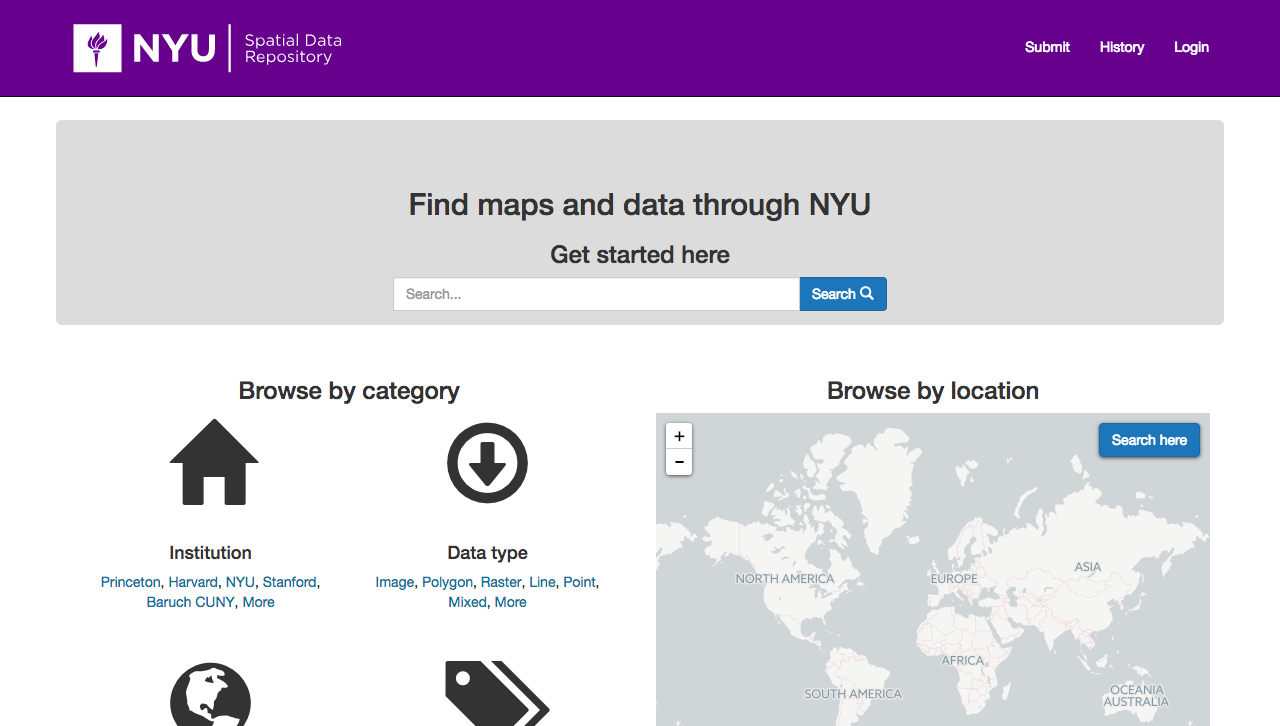 NYU
Spatial Data
Repository
Submit
History
Login
Find maps and data through NYU
Get started here
Search...
Search
Browse by category
Institution
Princeton, Harvard, NYU, Stanford,
Baruch CUNY, More
Data type
Image, Polygon, Raster, Line, Point,
Mixed, More
Browse by location
+
-
Search here
NORTH AMERICA
EUROPE
ASIA
AFRICA
SOUTH AMERICA
OCEANIA
AUSTRALIA